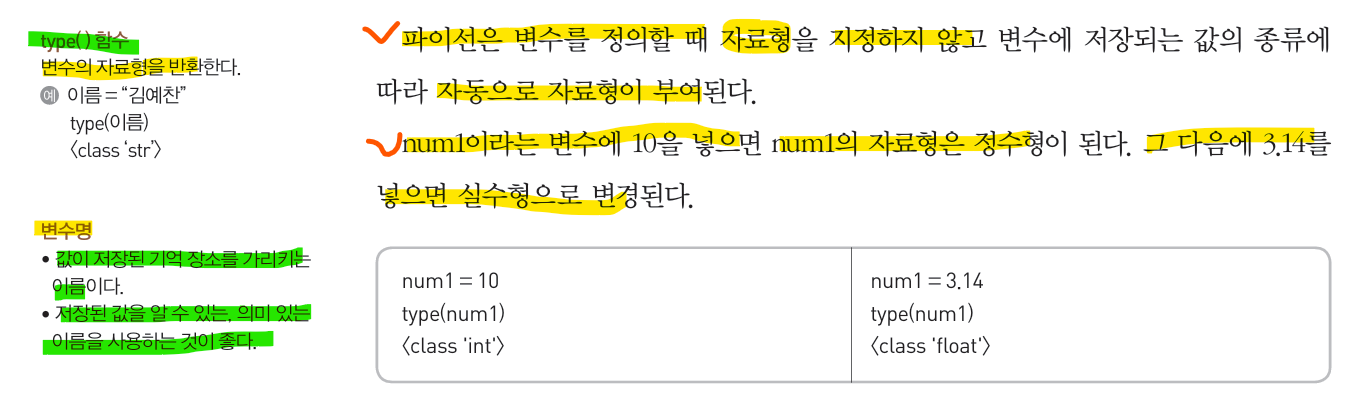 type( ) 함수
변수의 자료형을 반환한다.
예 이름 = “김예찬”
type(이름)
〈class ‘str’〉
변수명
• 값이 저장된 기억 장소를 가리키는
이름이다.
• 저장된 값을 알 수 있는, 의미 있는
이름을 사용하는 것이 좋다.
파이선은 변수를 정의할 때 자료형을 지정하지 않고 변수에 저장되는 값의 종류에
따라 자동으로 자료형이 부여된다.
num1이라는 변수에 10을 넣으면 num1의 자료형은 정수형이 된다. 그 다음에 3.14를
넣으면 실수형으로 변경된다.
num1 = 10
type(num1)
〈class 'int'〉
num1 = 3.14
type(num1)
〈class 'float'〉